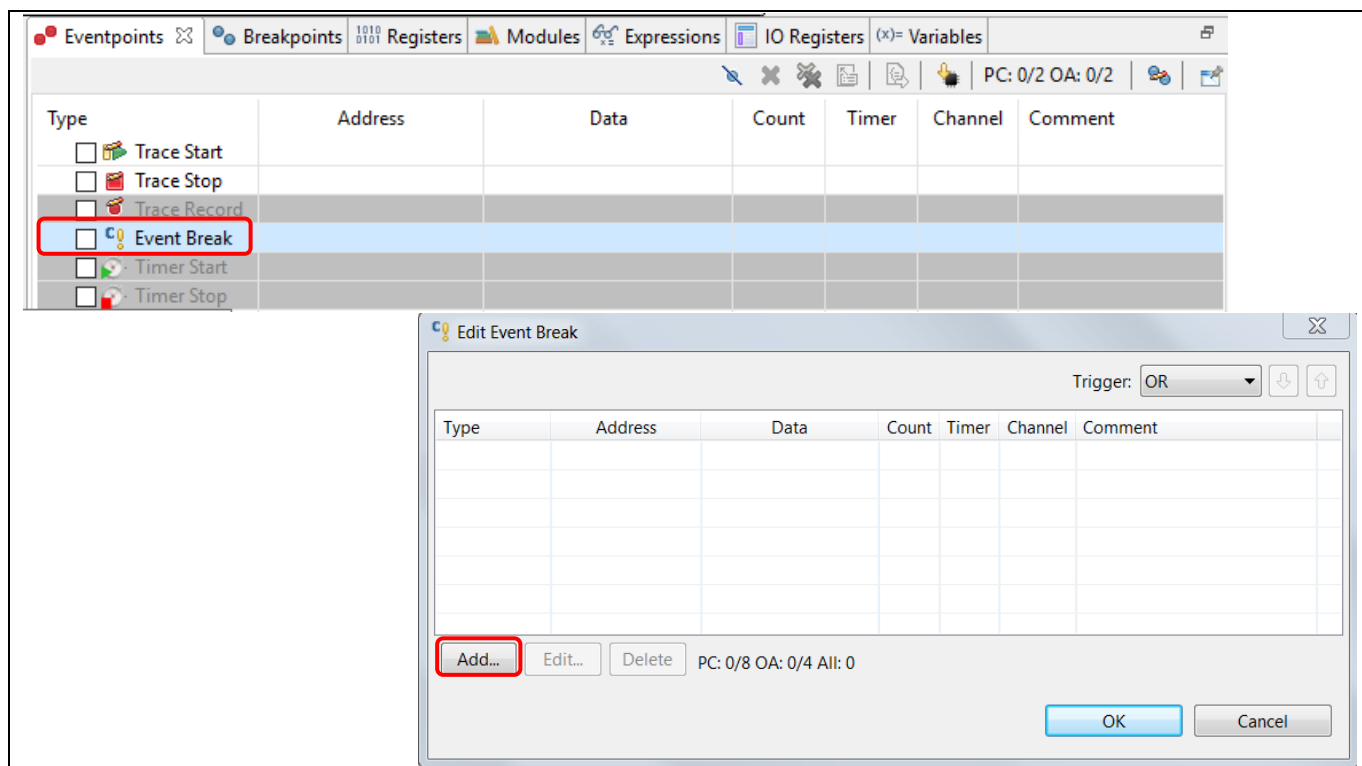 Eventpoints Breakpoints Registers Modules Expressions IO Registers (x)= Variables
PC: 0/2 OA: 0/2
Type Address Data Count Timer Channel Comment
Trace Start
Trace Stop
Trace Record
Event Break
Timer Start
Timer Stop
Edit Event Break
Trigger: OR
Type Address Data Count Timer Channel Comment
Add... Edit... Delete PC: 0/8 OA: 0/4 All: 0
OK Cancel